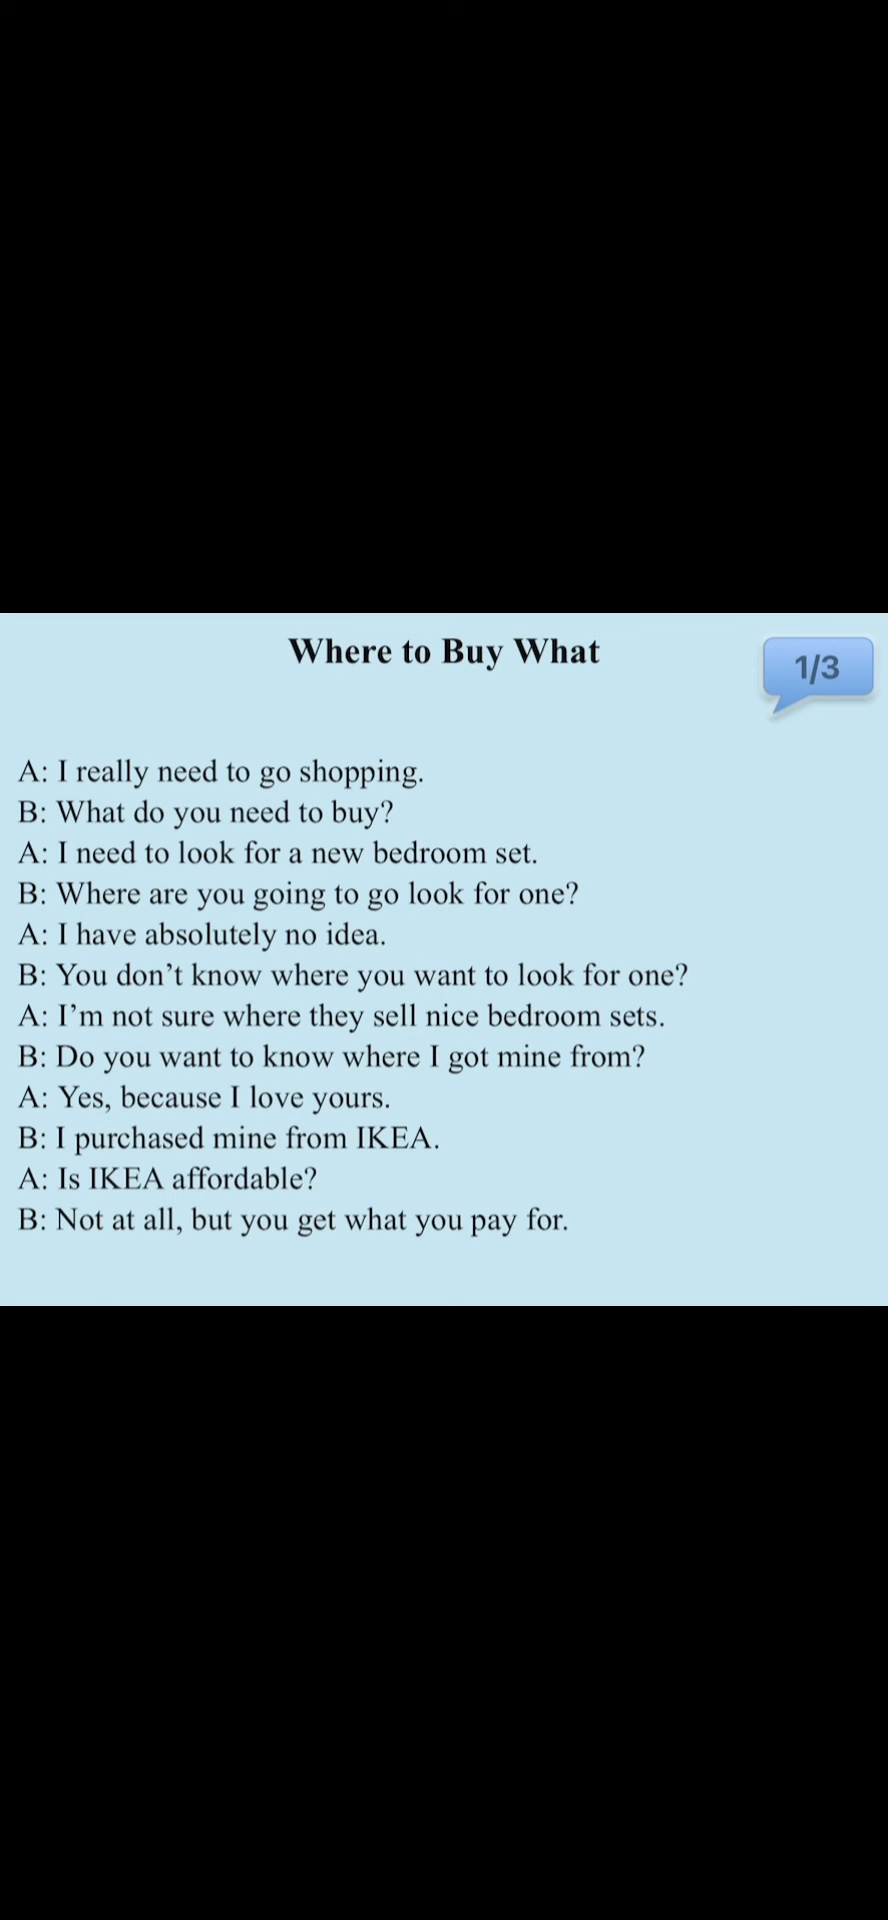 Where to Buy What
1/3
A: I really need to go shopping.
B: What do you need to buy?
A: I need to look for a new bedroom set.
B: Where are you going to go look for one?
A: I have absolutely no idea.
B: You don’t know where you want to look for one?
A: I’m not sure where they sell nice bedroom sets.
B: Do you want to know where I got mine from?
A: Yes, because I love yours.
B: I purchased mine from IKEA.
A: Is IKEA affordable?
B: Not at all, but you get what you pay for.